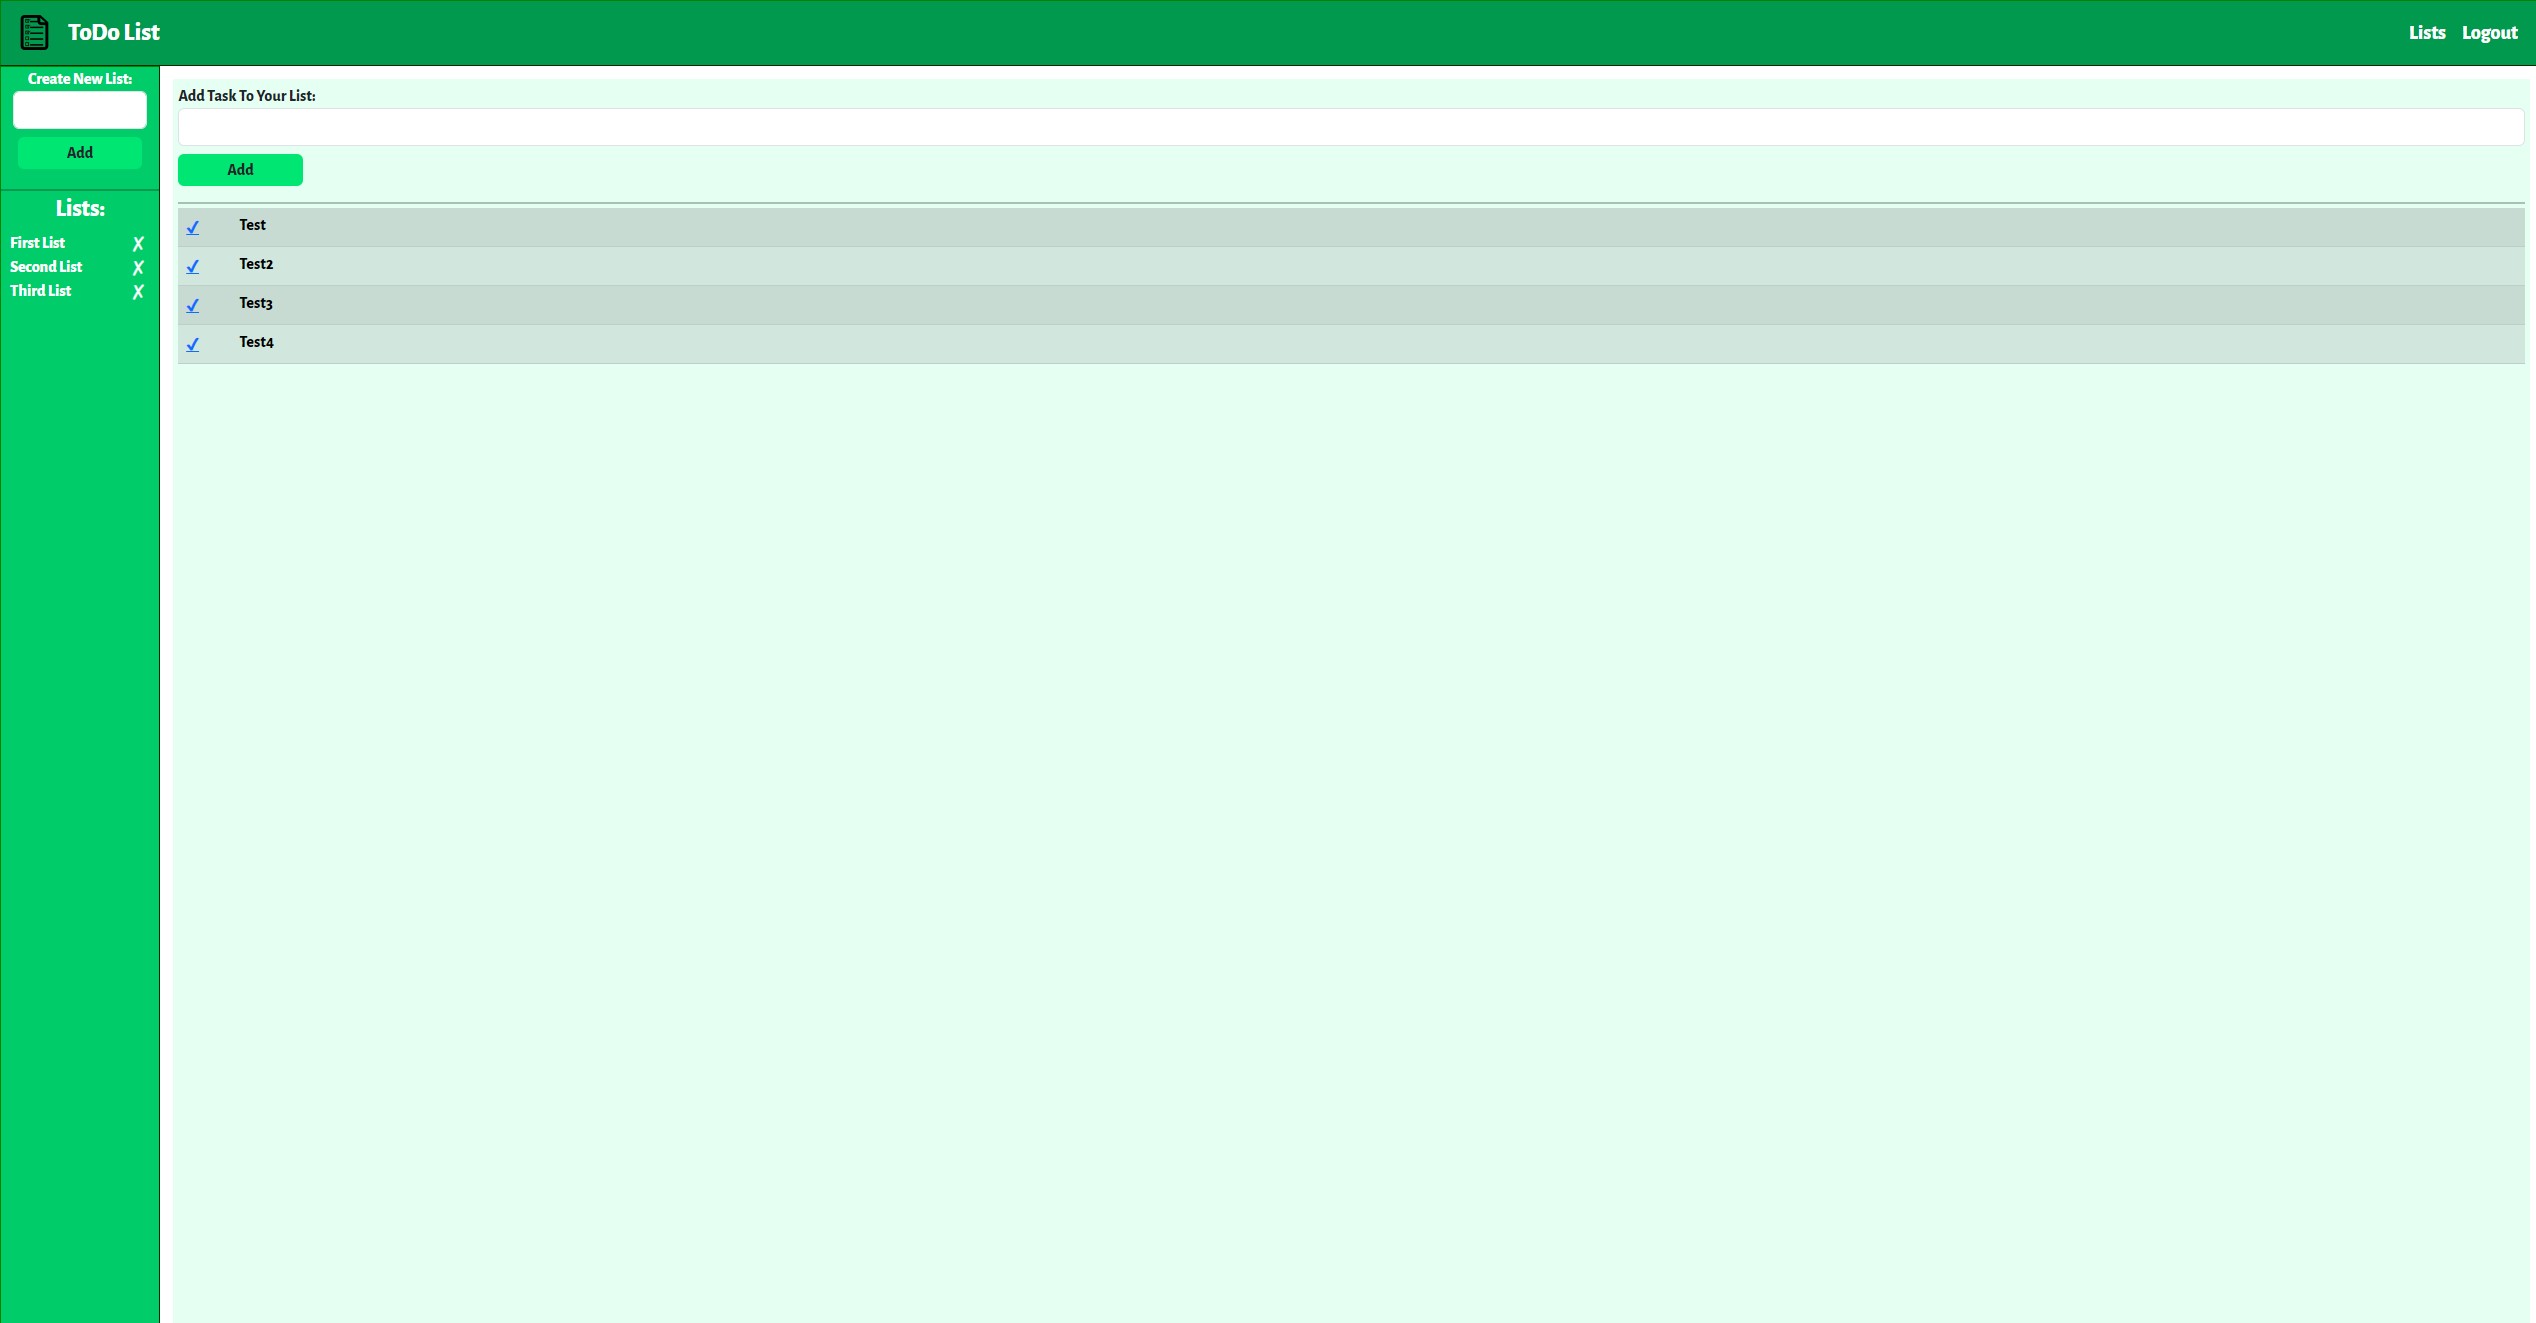 ToDo List
Lists Logout
Create New List:
Add
Lists:
First List ✗
Second List ✗
Third List ✗
Add Task To Your List:
Add
✓ Test
✓ Test2
✓ Test3
✓ Test4